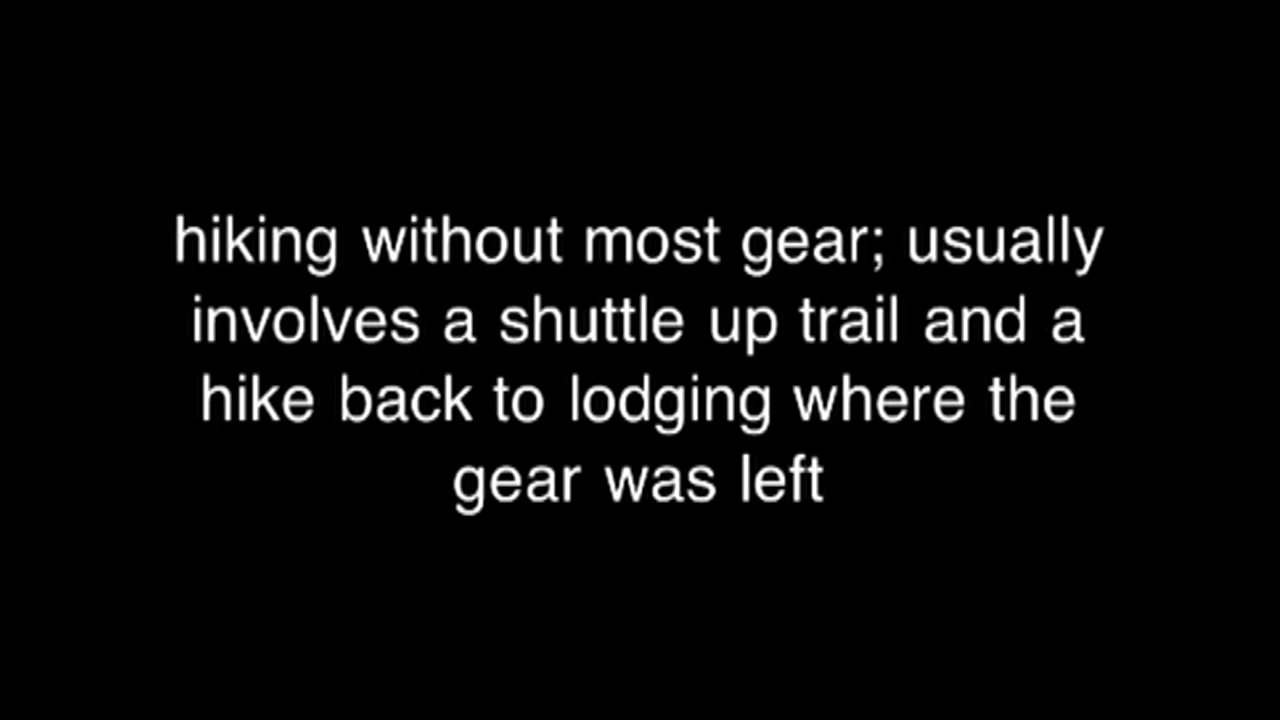 hiking without most gear; usually
involves a shuttle up trail and a
hike back to lodging where the
gear was left